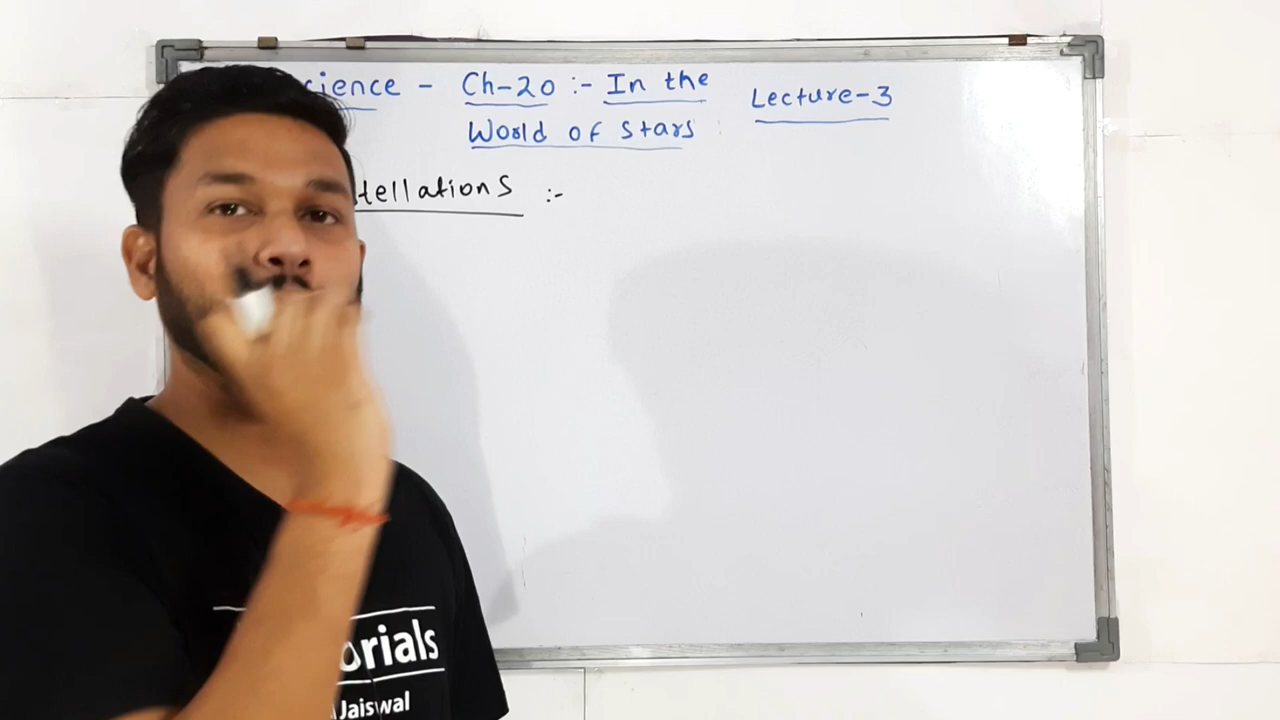 cience - Ch-20 :- In the
World of Stars
Lecture-3
tellations :-
orials
Jaiswal